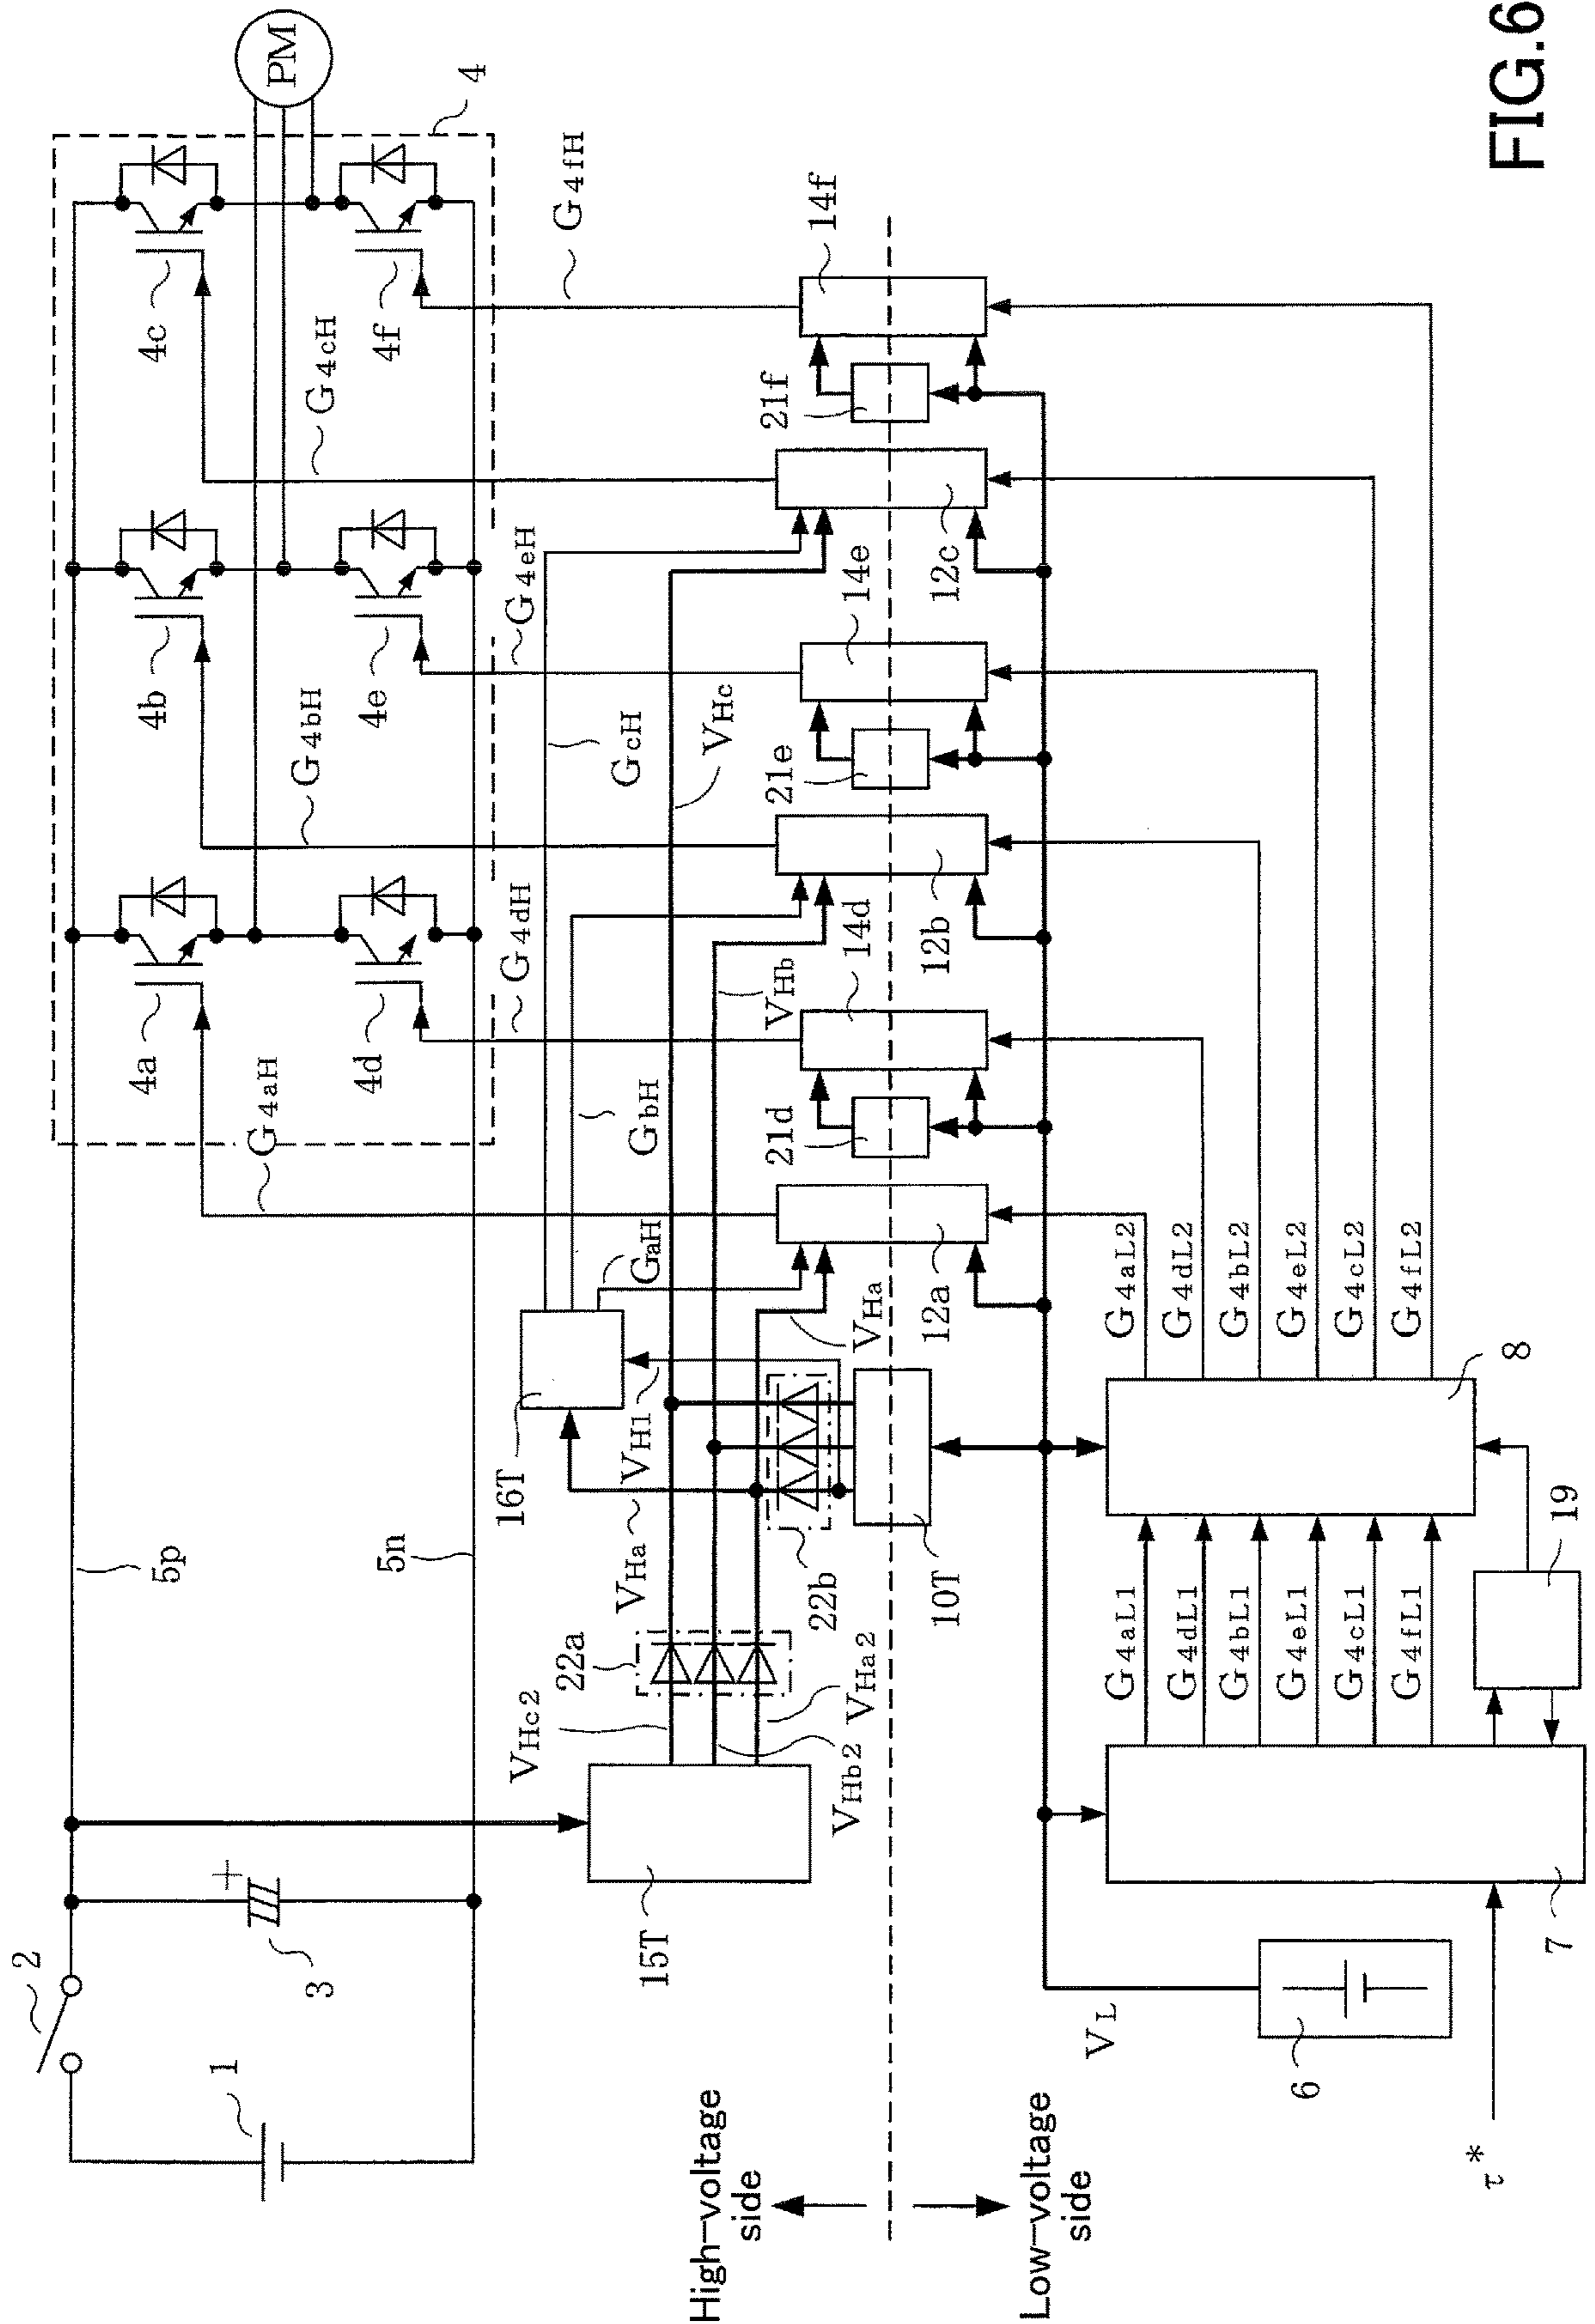 2
1
3
5p
5n
4a
4b
4c
4d
4e
4f
4
PM
G4aH
G4bH
G4cH
G4dH
G4eH
G4fH
VHc2
22a
VHa
VH1
16T
GaH
GbH
GcH
VHc
VHb
15T
VHb2
VHa2
22b
10T
VHa
12a
21d
14d
12b
21e
14e
12c
21f
14f
High-voltage
side
Low-voltage
side
VL
6
τ*
7
G4aL1
G4dL1
G4bL1
G4eL1
G4cL1
G4fL1
19
8
G4aL2
G4dL2
G4bL2
G4eL2
G4cL2
G4fL2
FIG.6
+